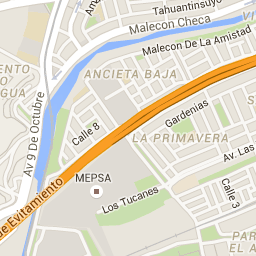 Tahuantinsuyo
Malecon Checa
Malecon De La Amistad
ANCIETA BAJA
Av 9 De Octubre
Calle 8
Gardenias
LA PRIMAVERA
Av. Las
de Evitamiento
MEPSA
Los Tucanes
Calle 3